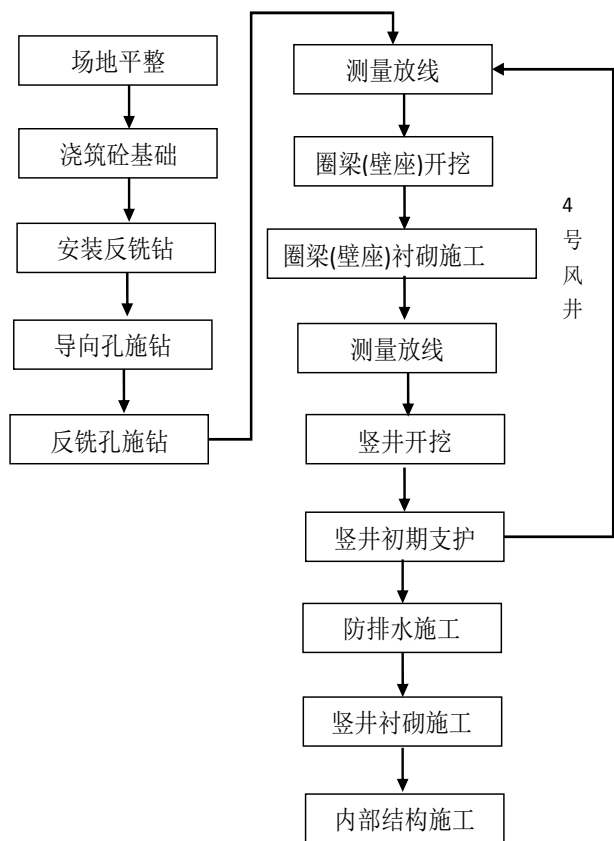 场地平整
浇筑砼基础
安装反铣钻
导向孔施钻
反铣孔施钻
测量放线
圈梁(壁座)开挖
圈梁(壁座)衬砌施工
测量放线
竖井开挖
竖井初期支护
防排水施工
竖井衬砌施工
内部结构施工
4
号
风
井